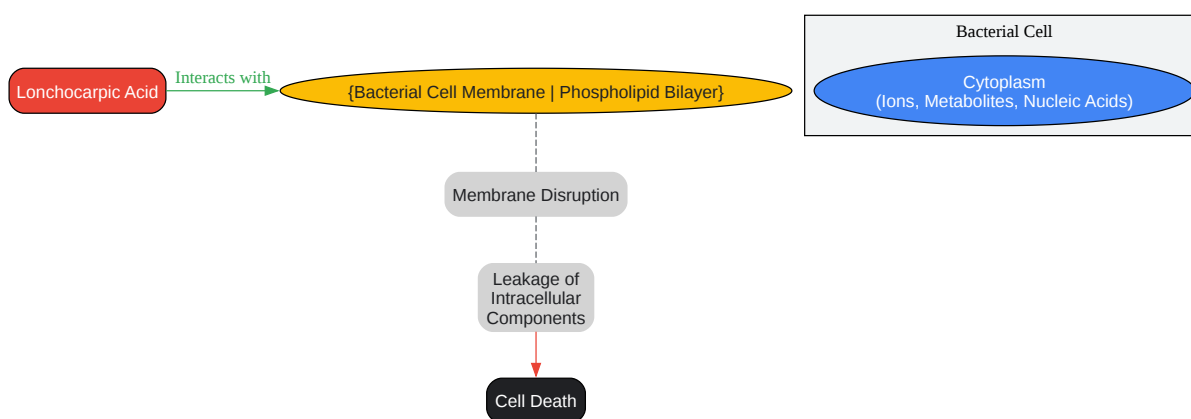 Bacterial Cell
Lonchocarpic Acid
Interacts with
{Bacterial Cell Membrane | Phospholipid Bilayer}
Cytoplasm
(Ions, Metabolites, Nucleic Acids)
Membrane Disruption
Leakage of
Intracellular
Components
Cell Death